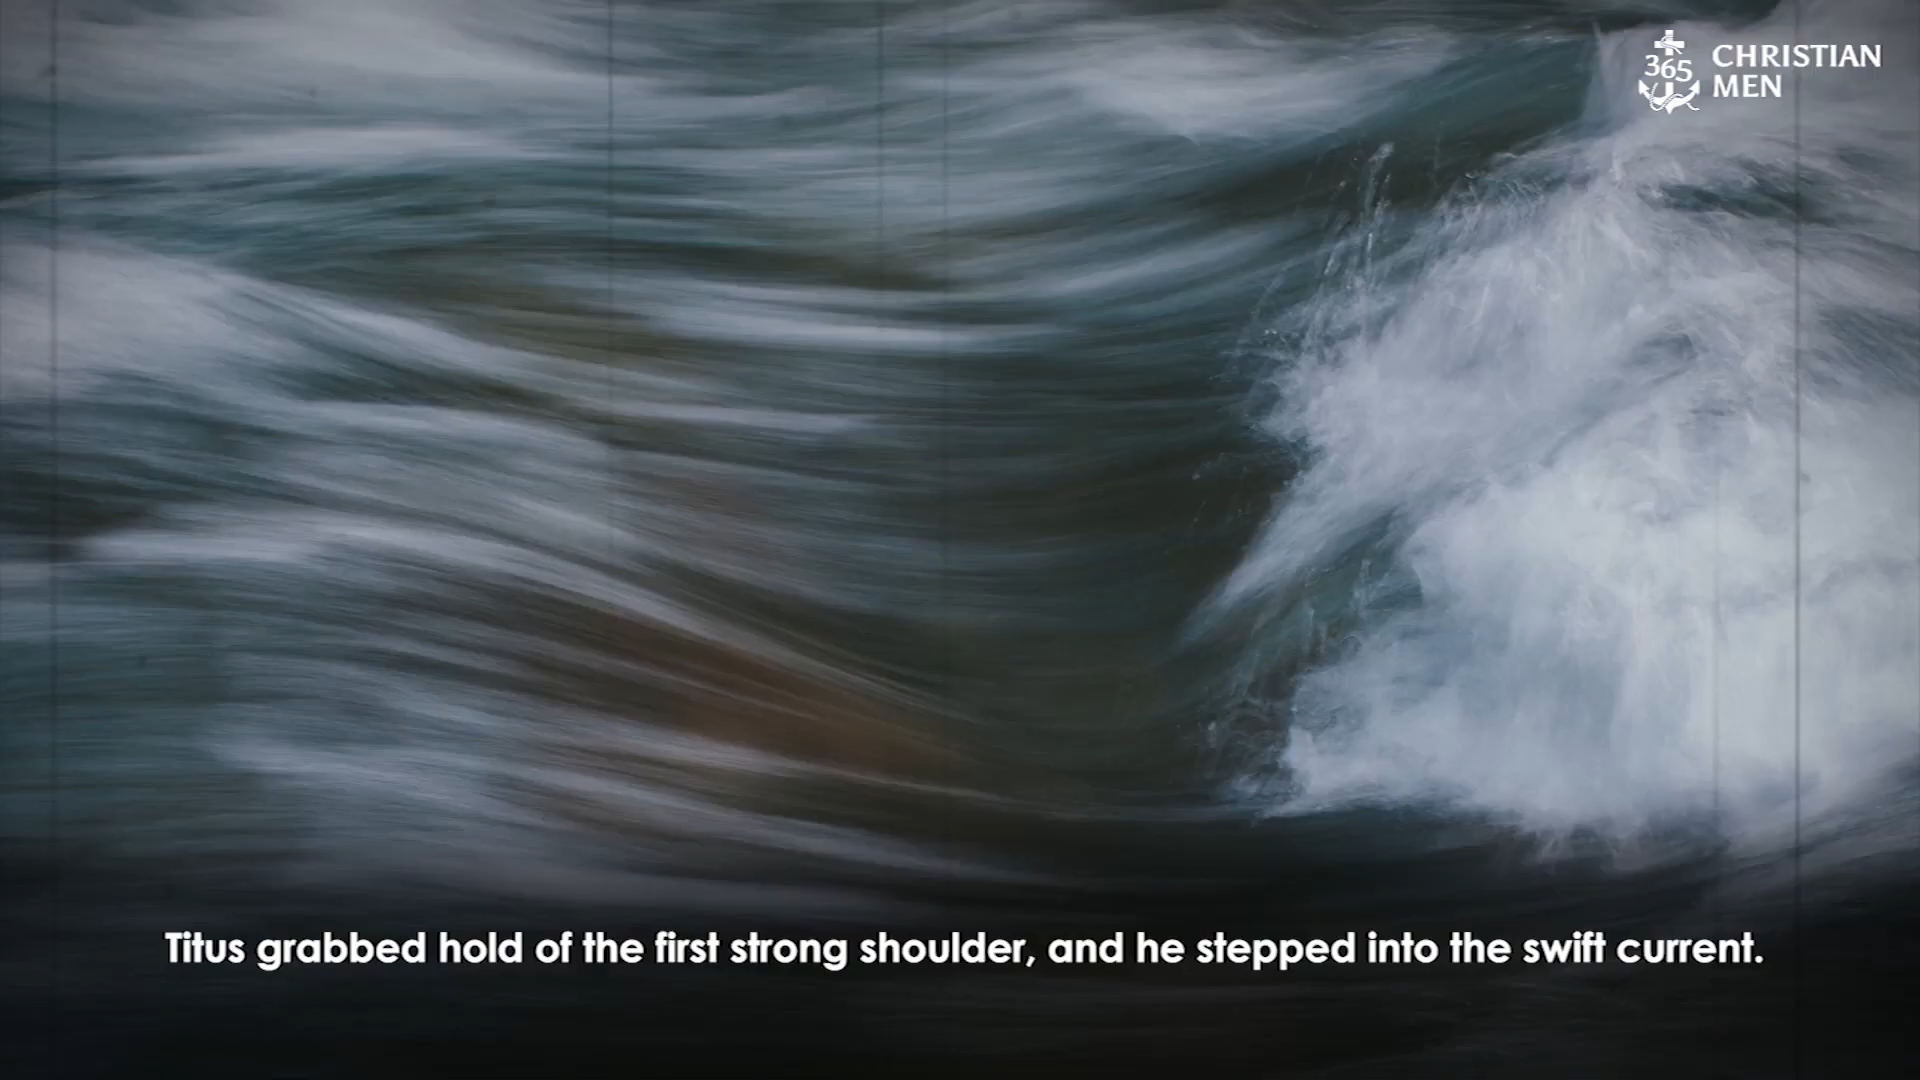 365
CHRISTIAN
MEN
Titus grabbed hold of the first strong shoulder, and he stepped into the swift current.